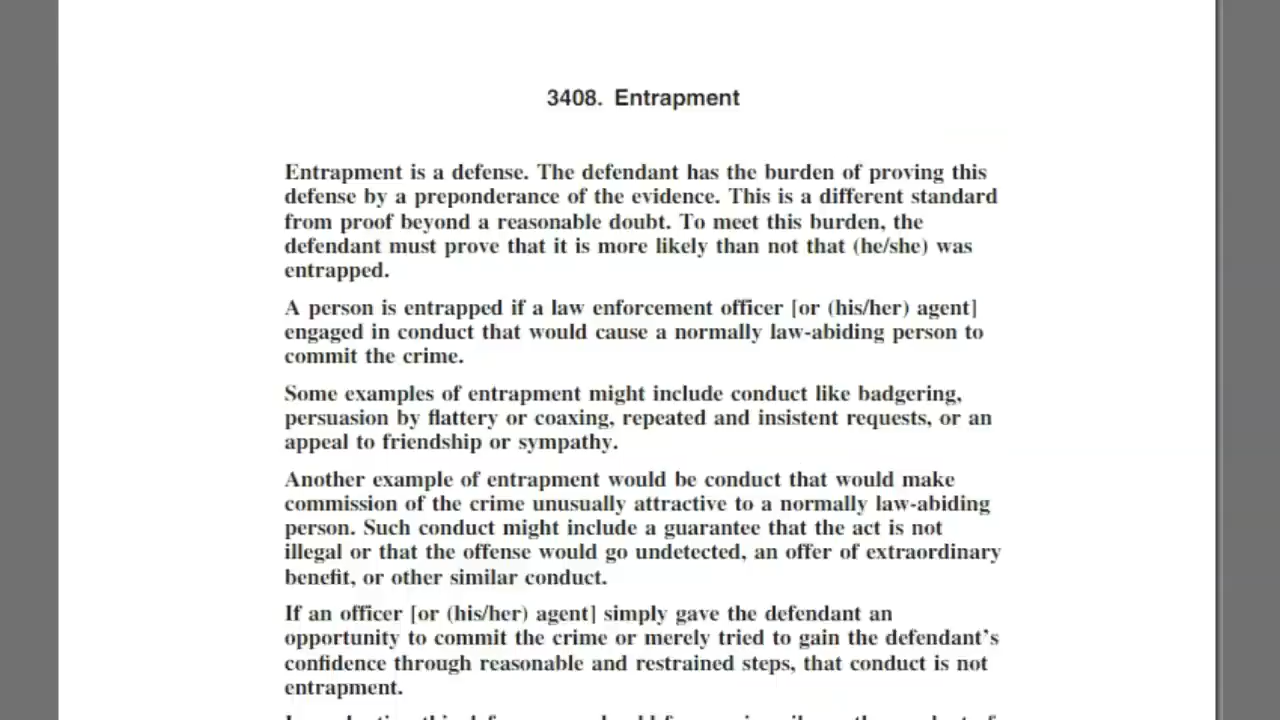 3408. Entrapment
Entrapment is a defense. The defendant has the burden of proving this
defense by a preponderance of the evidence. This is a different standard
from proof beyond a reasonable doubt. To meet this burden, the
defendant must prove that it is more likely than not that (he/she) was
entrapped.
A person is entrapped if a law enforcement officer [or (his/her) agent]
engaged in conduct that would cause a normally law-abiding person to
commit the crime.
Some examples of entrapment might include conduct like badgering,
persuasion by flattery or coaxing, repeated and insistent requests, or an
appeal to friendship or sympathy.
Another example of entrapment would be conduct that would make
commission of the crime unusually attractive to a normally law-abiding
person. Such conduct might include a guarantee that the act is not
illegal or that the offense would go undetected, an offer of extraordinary
benefit, or other similar conduct.
If an officer [or (his/her) agent] simply gave the defendant an
opportunity to commit the crime or merely tried to gain the defendant's
confidence through reasonable and restrained steps, that conduct is not
entrapment.